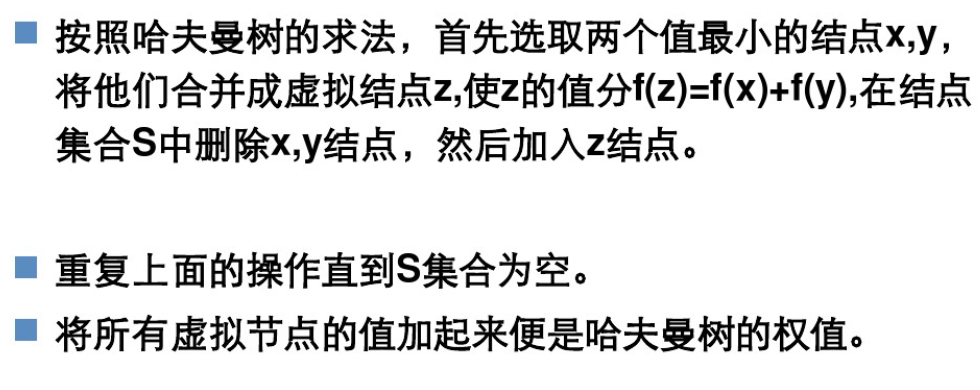 按照哈夫曼树的求法，首先选取两个值最小的结点x,y，
将他们合并成虚拟结点z,使z的值分f(z)=f(x)+f(y),在结点
集合S中删除x,y结点，然后加入z结点。
重复上面的操作直到S集合为空。
将所有虚拟节点的值加起来便是哈夫曼树的权值。